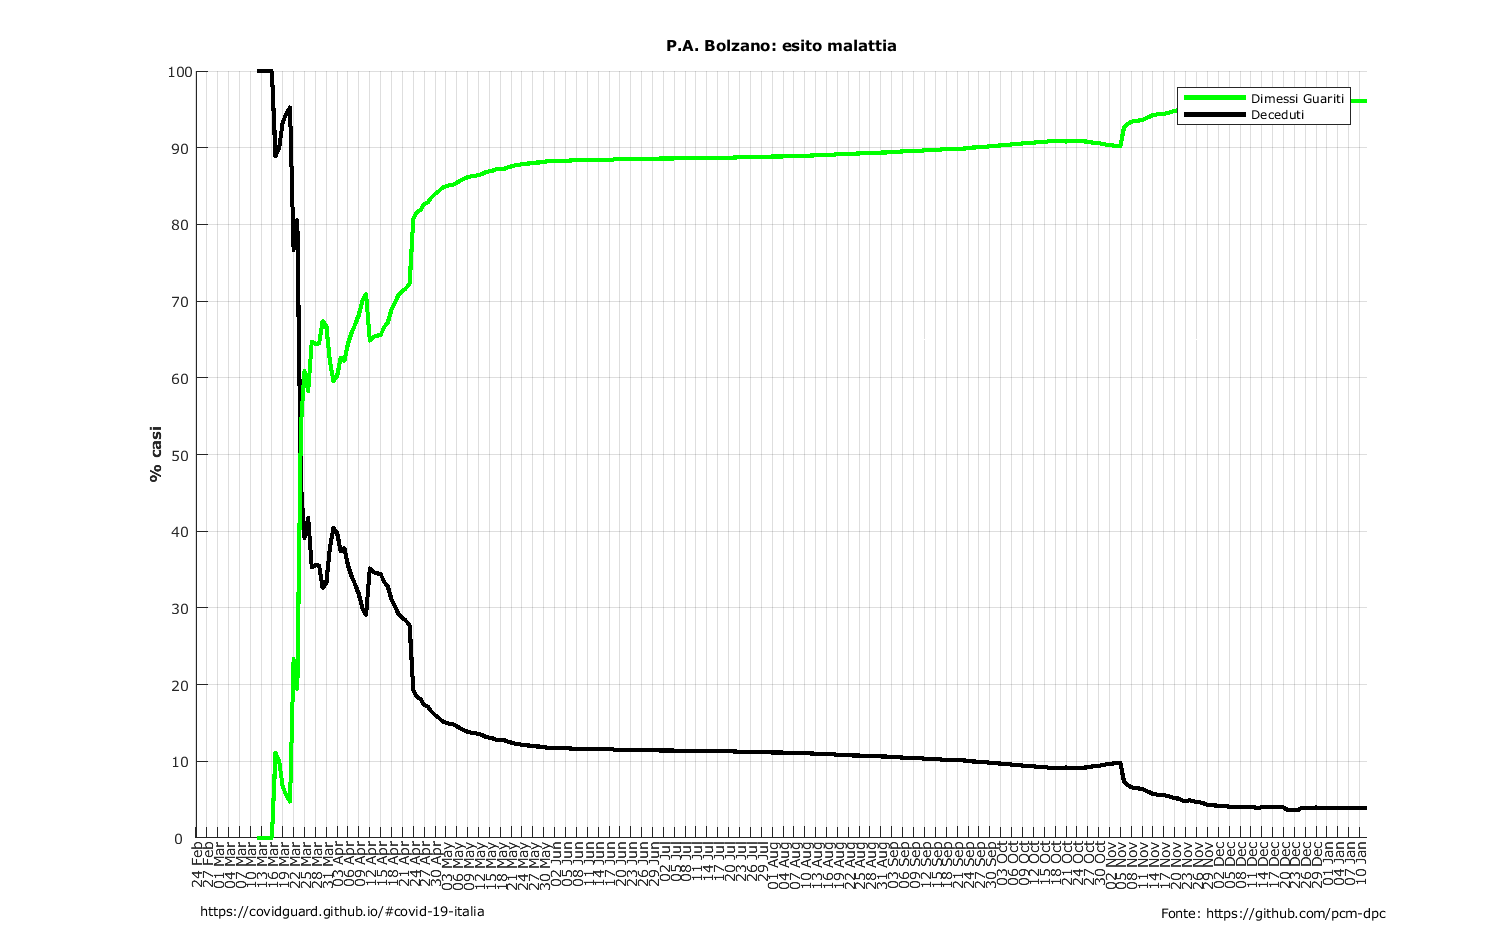 P.A. Bolzano: esito malattia
Dimessi Guariti
Deceduti
100
90
80
70
60
50
40
30
20
10
0
% casi
24 Feb
27 Feb
01 Mar
04 Mar
07 Mar
10 Mar
13 Mar
16 Mar
19 Mar
22 Mar
25 Mar
28 Mar
31 Mar
03 Apr
06 Apr
09 Apr
12 Apr
15 Apr
18 Apr
21 Apr
24 Apr
27 Apr
30 Apr
03 May
06 May
09 May
12 May
15 May
18 May
21 May
24 May
27 May
30 May
02 Jun
05 Jun
08 Jun
11 Jun
14 Jun
17 Jun
20 Jun
23 Jun
26 Jun
29 Jun
02 Jul
05 Jul
08 Jul
11 Jul
14 Jul
17 Jul
20 Jul
23 Jul
26 Jul
29 Jul
01 Aug
04 Aug
07 Aug
10 Aug
13 Aug
16 Aug
19 Aug
22 Aug
25 Aug
28 Aug
31 Aug
03 Sep
06 Sep
09 Sep
12 Sep
15 Sep
18 Sep
21 Sep
24 Sep
27 Sep
30 Sep
03 Oct
06 Oct
09 Oct
12 Oct
15 Oct
18 Oct
21 Oct
24 Oct
27 Oct
30 Oct
02 Nov
05 Nov
08 Nov
11 Nov
14 Nov
17 Nov
20 Nov
23 Nov
26 Nov
29 Nov
02 Dec
05 Dec
08 Dec
11 Dec
14 Dec
17 Dec
20 Dec
23 Dec
26 Dec
29 Dec
01 Jan
04 Jan
07 Jan
10 Jan
https://covidguard.github.io/#covid-19-italia
Fonte: https://github.com/pcm-dpc